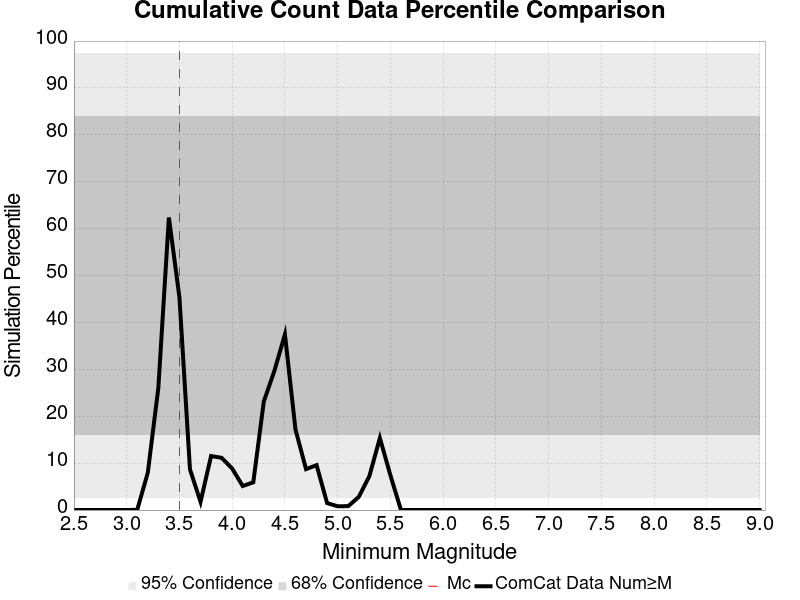 Cumulative Count Data Percentile Comparison
100
90
80
70
60
50
40
30
20
10
0
Simulation Percentile
2.5 3.0 3.5 4.0 4.5 5.0 5.5 6.0 6.5 7.0 7.5 8.0 8.5 9.0
Minimum Magnitude
95% Confidence 68% Confidence Mc ComCat Data Num≥M